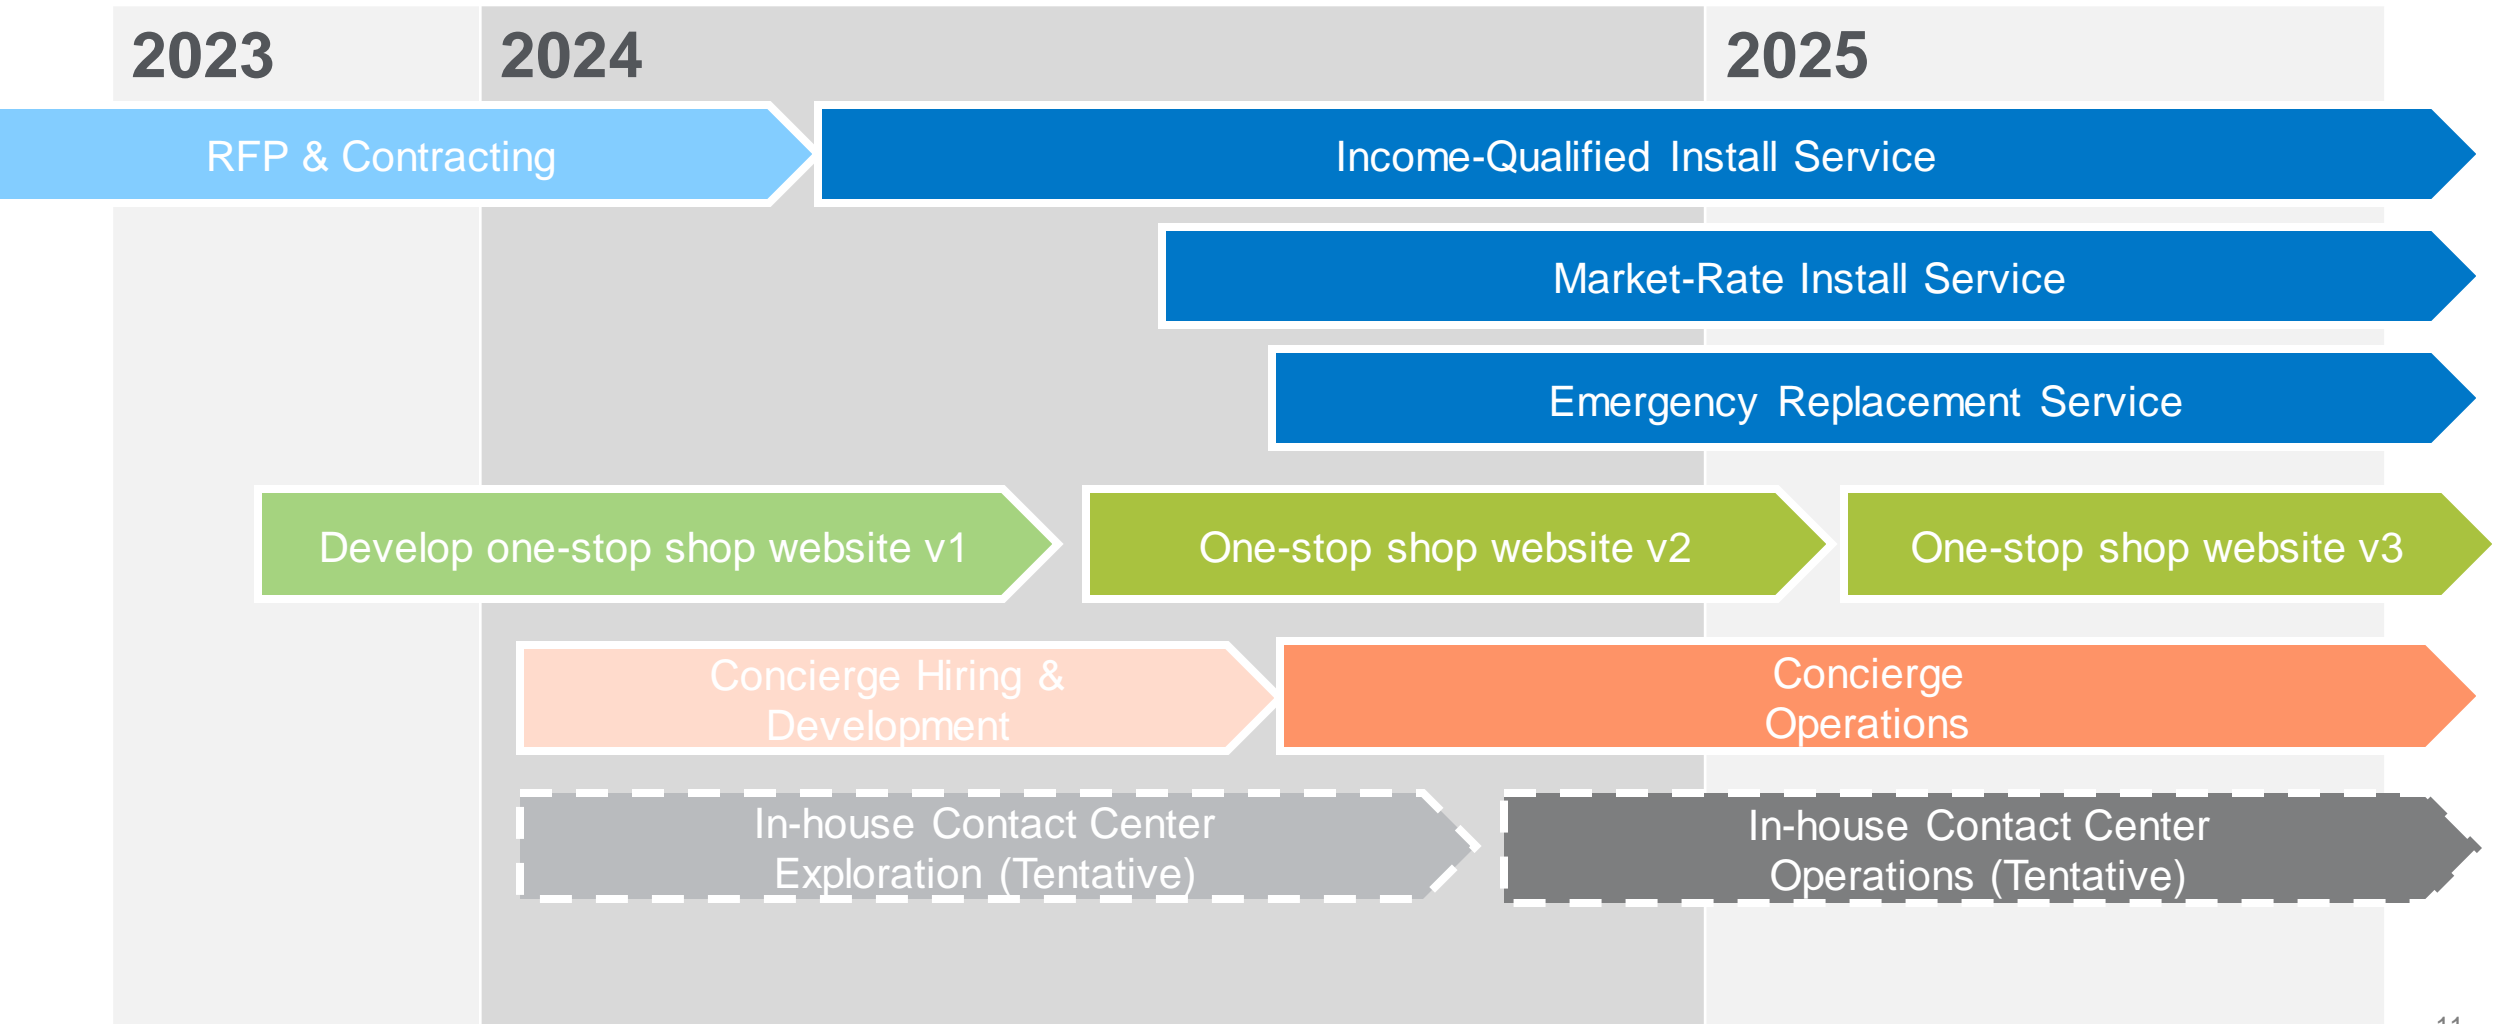 2023
2024
2025
RFP & Contracting
Income-Qualified Install Service
Market-Rate Install Service
Emergency Replacement Service
Develop one-stop shop website v1
One-stop shop website v2
One-stop shop website v3
Concierge Hiring &
Development
Concierge
Operations
In-house Contact Center
Exploration (Tentative)
In-house Contact Center
Operations (Tentative)
11